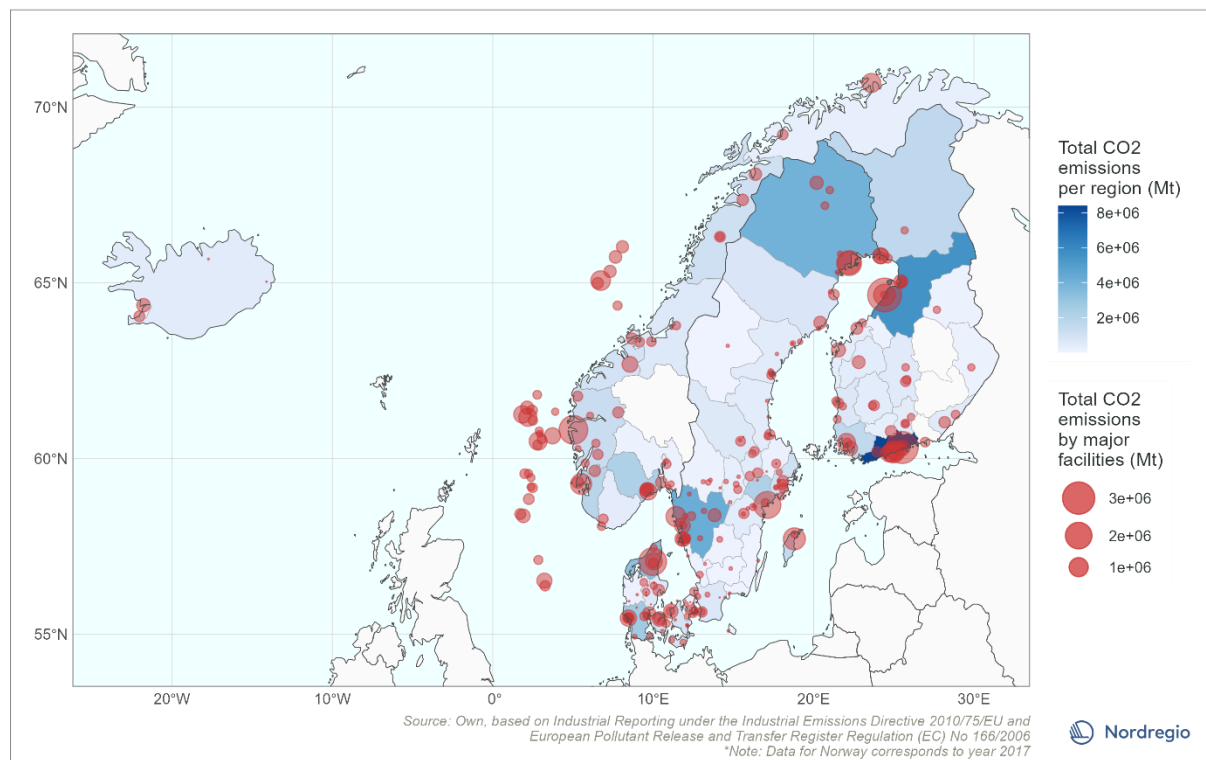 70°N
65°N
60°N
55°N
20°W
10°W
0°
10°E
20°E
30°E
Total CO2
emissions
per region (Mt)
8e+06
6e+06
4e+06
2e+06
Total CO2
emissions
by major
facilities (Mt)
3e+06
2e+06
1e+06
Source: Own, based on Industrial Reporting under the Industrial Emissions Directive 2010/75/EU and
European Pollutant Release and Transfer Register Regulation (EC) No 166/2006
*Note: Data for Norway corresponds to year 2017
Nordregio